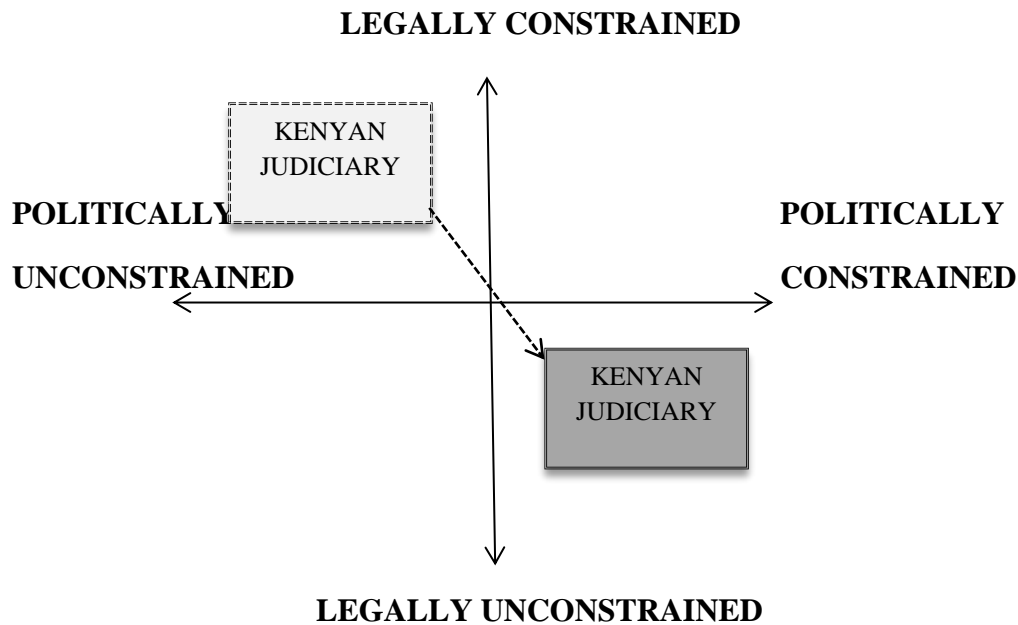 LEGALLY CONSTRAINED
KENYAN
JUDICIARY
POLITICALLY
UNCONSTRAINED
POLITICALLY
CONSTRAINED
KENYAN
JUDICIARY
LEGALLY UNCONSTRAINED